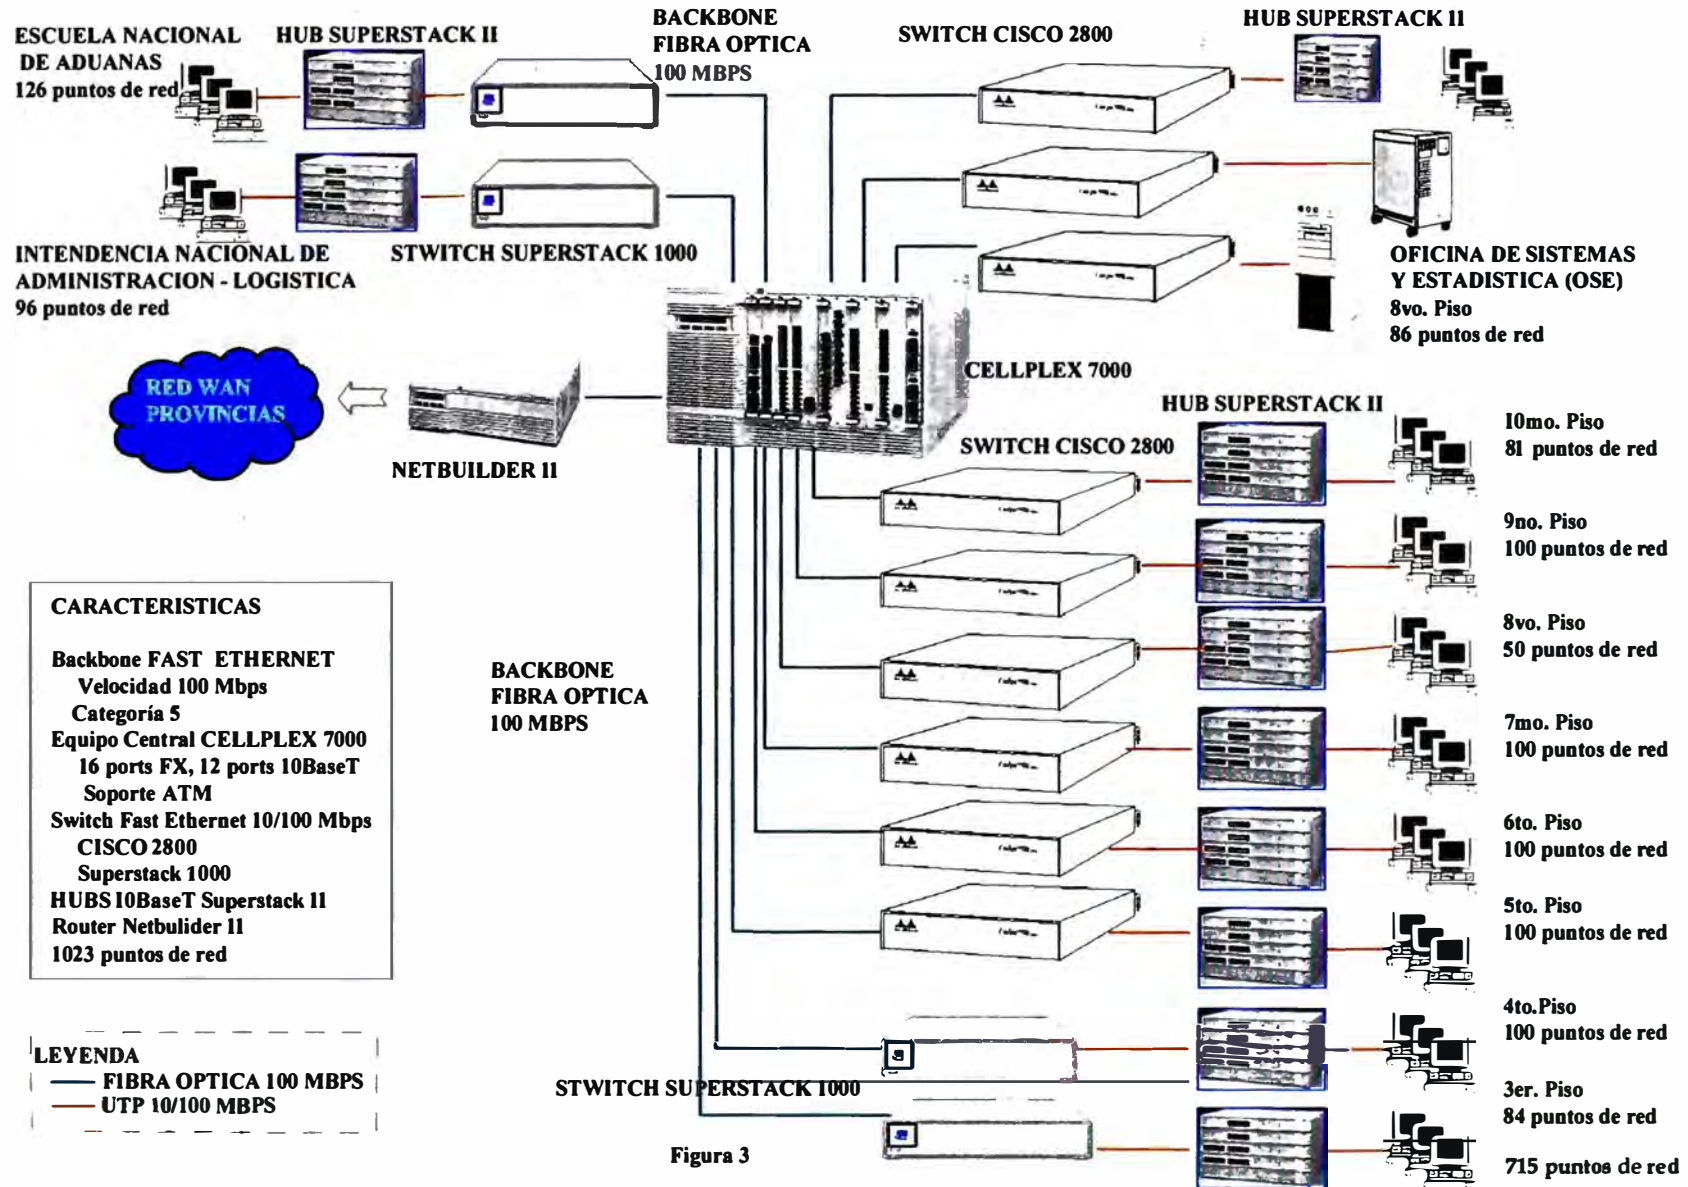 ESCUELA NACIONAL
DE ADUANAS
126 puntos de red
HUB SUPERSTACK II
BACKBONE
FIBRA OPTICA
100 MBPS
SWITCH CISCO 2800
HUB SUPERSTACK 11
INTENDENCIA NACIONAL DE
ADMINISTRACION - LOGISTICA
96 puntos de red
STWITCH SUPERSTACK 1000
OFICINA DE SISTEMAS
Y ESTADISTICA (OSE)
8vo. Piso
86 puntos de red
RED WAN
PROVINCIAS
NETBUILDER 11
CELLPLEX 7000
SWITCH CISCO 2800
HUB SUPERSTACK II
10mo. Piso
81 puntos de red
9no. Piso
100 puntos de red
8vo. Piso
50 puntos de red
7mo. Piso
100 puntos de red
6to. Piso
100 puntos de red
5to. Piso
100 puntos de red
4to.Piso
100 puntos de red
3er. Piso
84 puntos de red
715 puntos de red
CARACTERISTICAS
Backbone FAST ETHERNET
Velocidad 100 Mbps
Categoría 5
Equipo Central CELLPLEX 7000
16 ports FX, 12 ports 10BaseT
Soporte ATM
Switch Fast Ethernet 10/100 Mbps
CISCO 2800
Superstack 1000
HUBS 10BaseT Superstack 11
Router Netbulider 11
1023 puntos de red
BACKBONE
FIBRA OPTICA
100 MBPS
LEYENDA
FIBRA OPTICA 100 MBPS
UTP 10/100 MBPS
STWITCH SUPERSTACK 1000
Figura 3